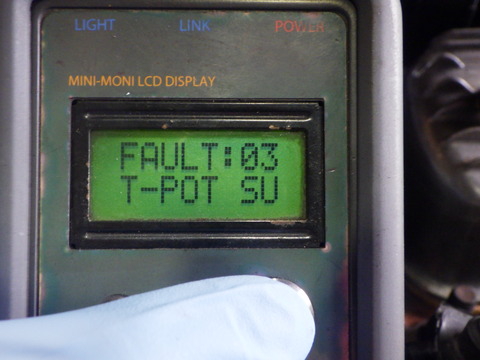 LIGHT LINK POWER
MINI-MONI LCD DISPLAY
FAULT:03
T-POT SU